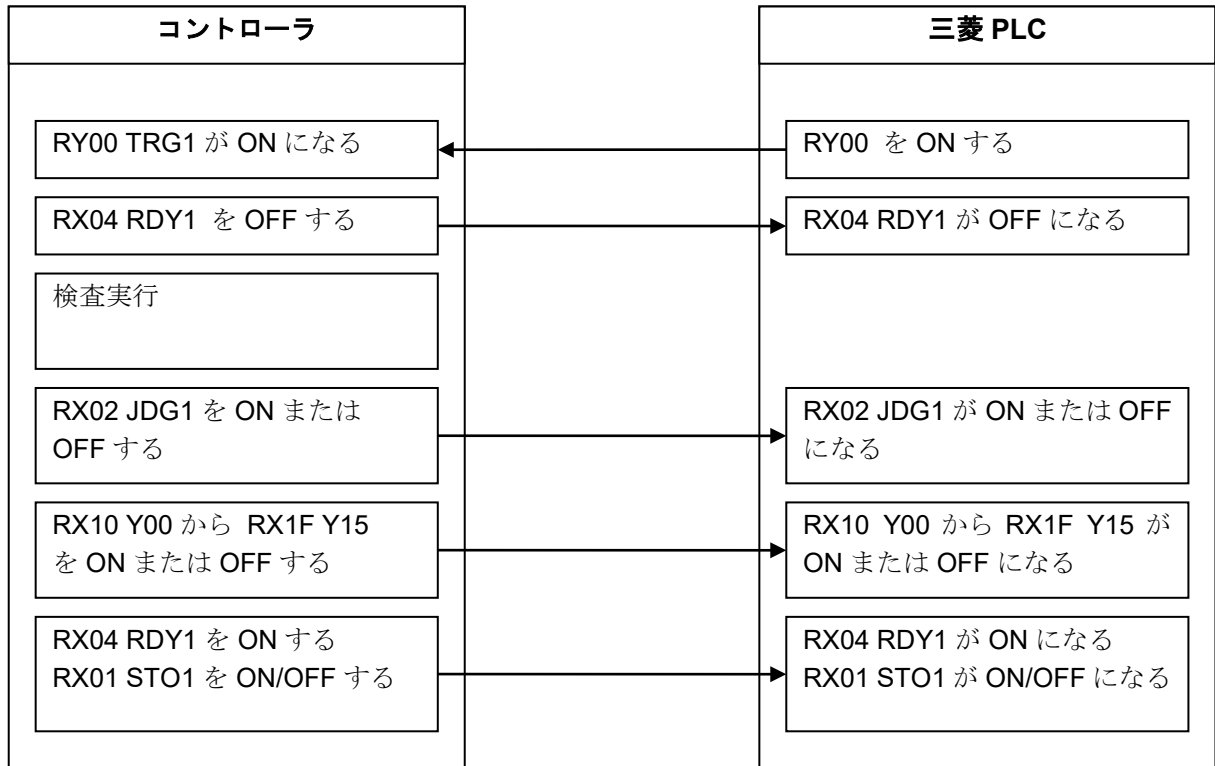 コントローラ
三菱 PLC
RY00 TRG1 が ON になる
RY00 を ON する
RX04 RDY1 を OFF する
RX04 RDY1 が OFF になる
検査実行
RX02 JDG1 を ON または
OFF する
RX02 JDG1 が ON または OFF
になる
RX10 Y00 から RX1F Y15
を ON または OFF する
RX10 Y00 から RX1F Y15 が
ON または OFF になる
RX04 RDY1 を ON する
RX01 STO1 を ON/OFF する
RX04 RDY1 が ON になる
RX01 STO1 が ON/OFF になる